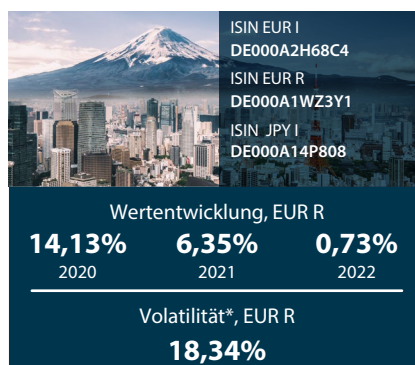 ISIN EUR I
DE000A2H68C4
ISIN EUR R
DE000A1WZ3Y1
ISIN JPY I
DE000A14P808
Wertentwicklung, EUR R
14,13% 6,35% 0,73%
2020 2021 2022
Volatilität*, EUR R
18,34%